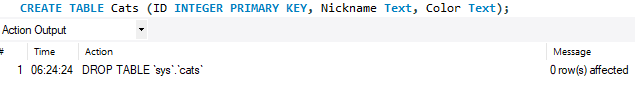 CREATE TABLE Cats (ID INTEGER PRIMARY KEY, Nickname Text, Color Text);
Action Output
# Time Action Message
1 06:24:24 DROP TABLE `sys`.`cats` 0 row(s) affected